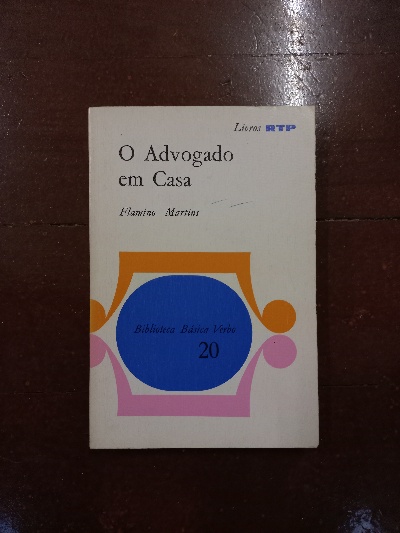 Livros RTP
O Advogado
em Casa
Flamino Martins
Biblioteca Básica Verbo
20